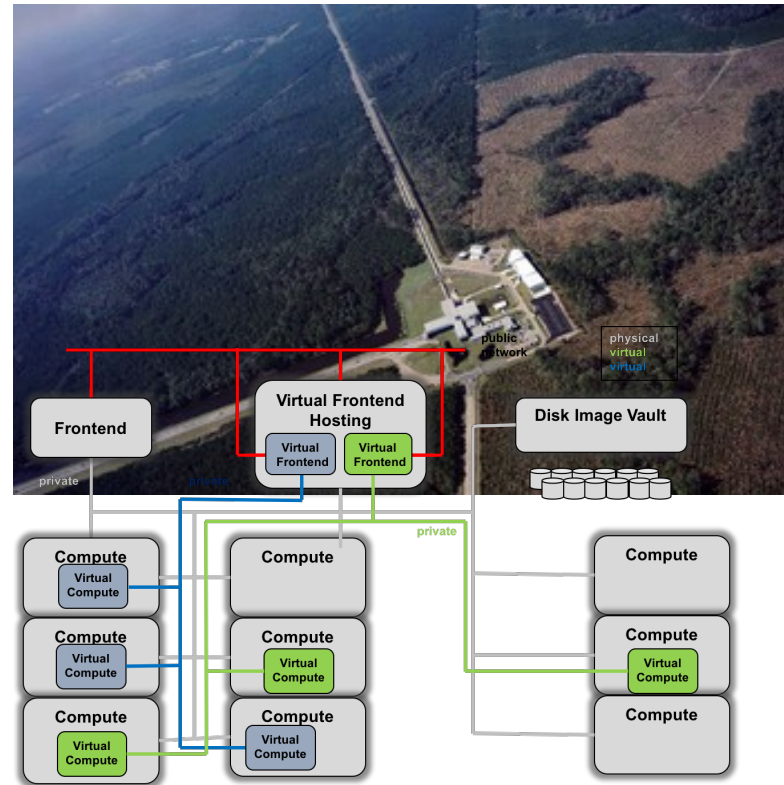 public
network
physical
virtual
virtual
Frontend
Virtual Frontend
Hosting
Virtual
Frontend
Virtual
Frontend
Disk Image Vault
private
private
private
Compute
Virtual
Compute
Compute
Compute
Compute
Virtual
Compute
Compute
Virtual
Compute
Compute
Virtual
Compute
Compute
Virtual
Compute
Compute
Virtual
Compute
Compute